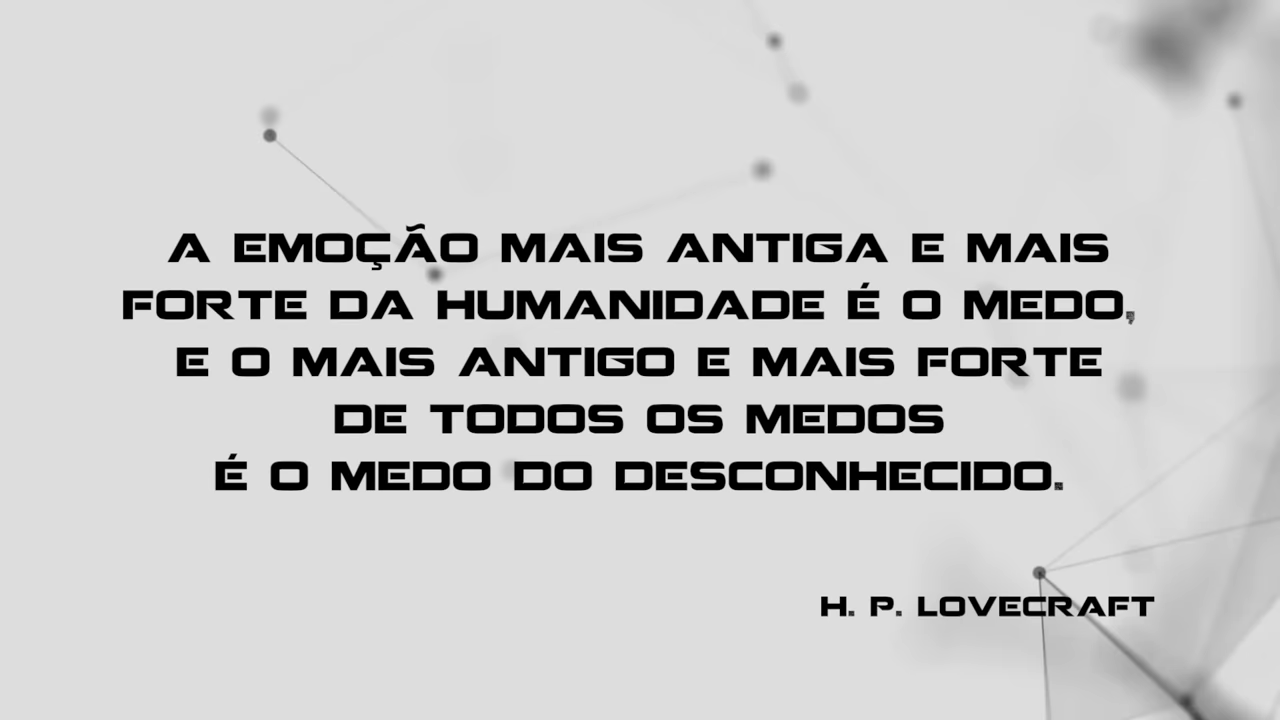 A EMOÇÃO MAIS ANTIGA E MAIS
FORTE DA HUMANIDADE É O MEDO,
E O MAIS ANTIGO E MAIS FORTE
DE TODOS OS MEDOS
É O MEDO DO DESCONHECIDO.
H. P. LOVECRAFT